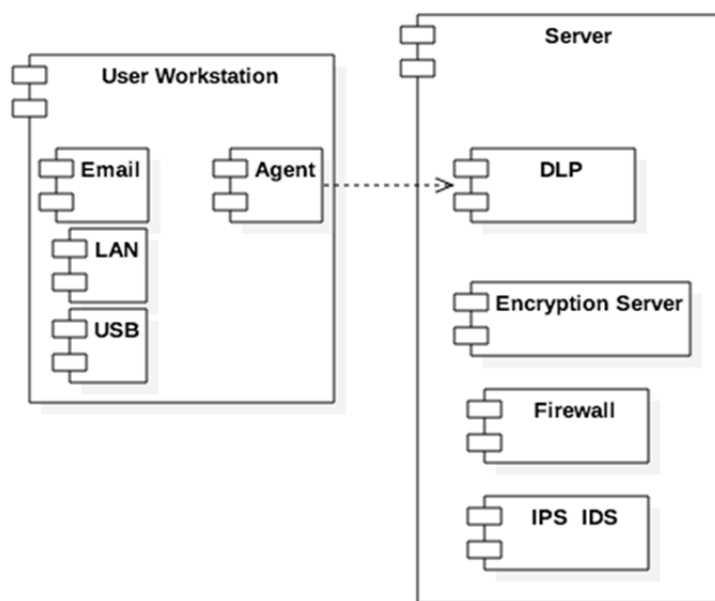 User Workstation
Email
Agent
LAN
USB
Server
DLP
Encryption Server
Firewall
IPS IDS